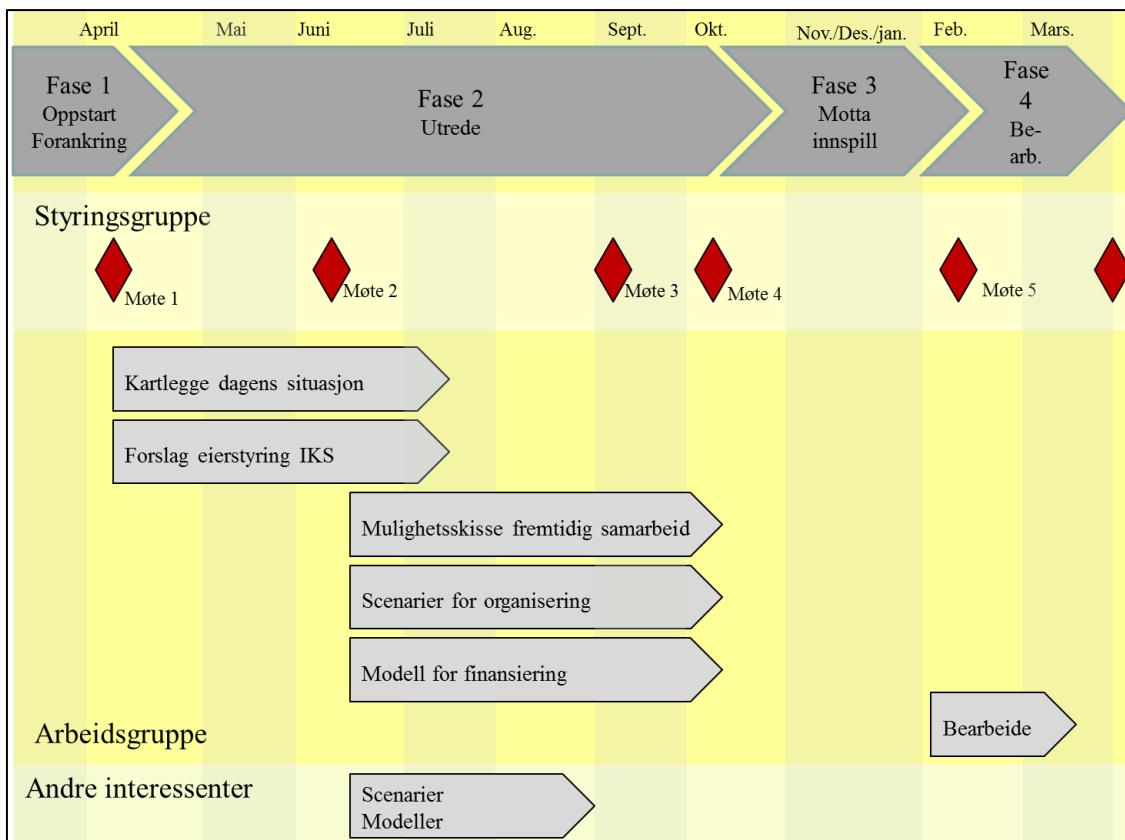 April Mai Juni Juli Aug. Sept. Okt. Nov./Des./jan. Feb. Mars.
Fase 1
Oppstart
Forankring
Fase 2
Utrede
Fase 3
Motta
innspill
Fase
4
Be-
arb.
Styringsgruppe
Møte 1 Møte 2 Møte 3 Møte 4 Møte 5
Kartlegge dagens situasjon
Forslag eierstyring IKS
Mulighetsskisse fremtidig samarbeid
Scenarier for organisering
Modell for finansiering
Arbeidsgruppe
Bearbeide
Andre interessenter
Scenarier
Modeller